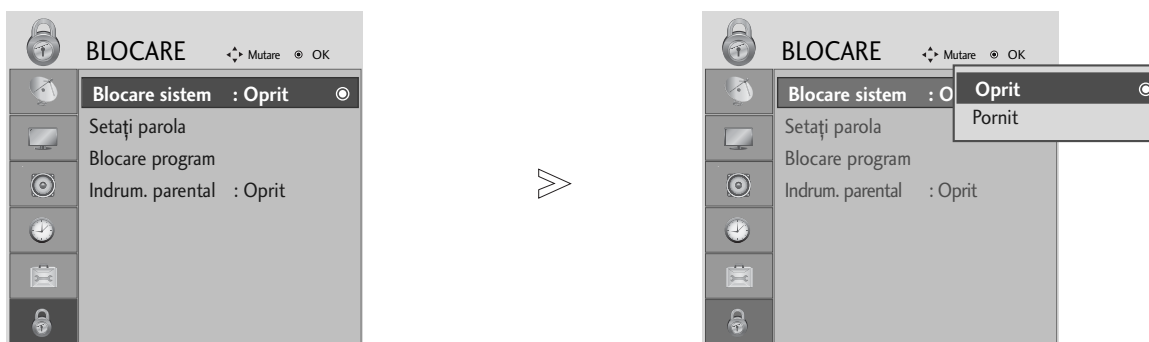 BLOCARE Mutare OK
Blocare sistem : Oprit
Setați parola
Blocare program
Indrum. parental : Oprit
BLOCARE Mutare OK
Blocare sistem : O
Oprit
Pornit
Setați parola
Blocare program
Indrum. parental : Oprit